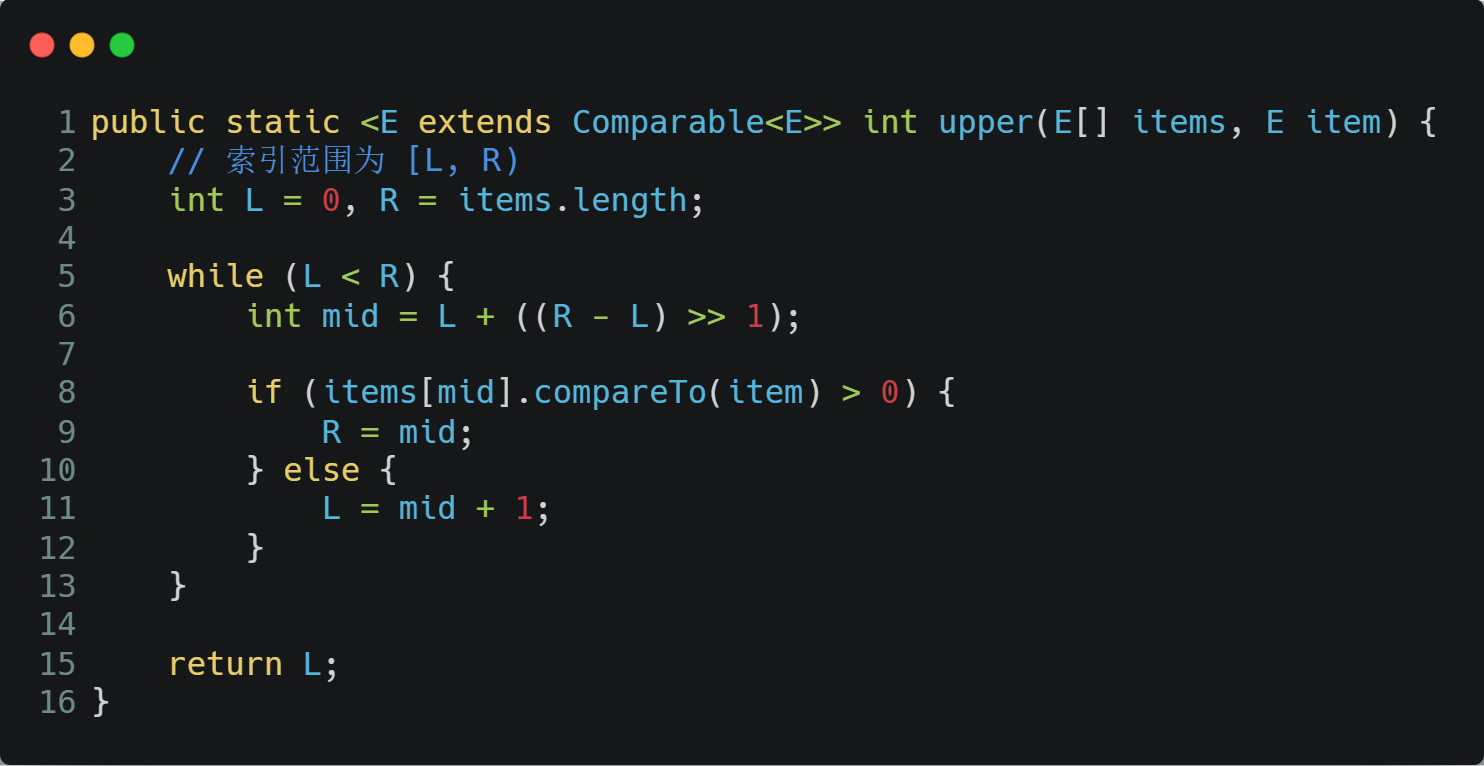 1 public static <E extends Comparable<E>> int upper(E[] items, E item) {
2     // 索引范围为 [L, R)
3     int L = 0, R = items.length;
4
5     while (L < R) {
6         int mid = L + ((R - L) >> 1);
7
8         if (items[mid].compareTo(item) > 0) {
9             R = mid;
10         } else {
11             L = mid + 1;
12         }
13     }
14
15     return L;
16 }